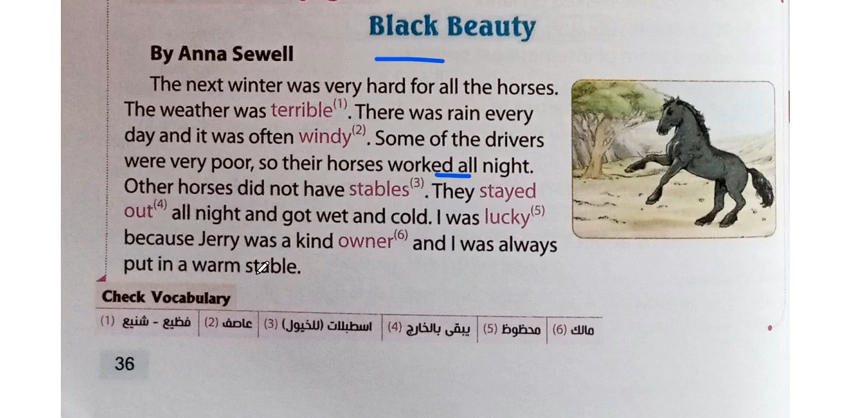 Black Beauty
By Anna Sewell
The next winter was very hard for all the horses.
The weather was terrible(1). There was rain every
day and it was often windy(2). Some of the drivers
were very poor, so their horses worked all night.
Other horses did not have stables(3). They stayed
out(4) all night and got wet and cold. I was lucky(5)
because Jerry was a kind owner(6) and I was always
put in a warm stable.
Check Vocabulary
(1) فظيع - شنيع (2) عاصف (3) اسطبلات (للخيول) (4) يبقى بالخارج (5) محظوظ (6) مالك
36